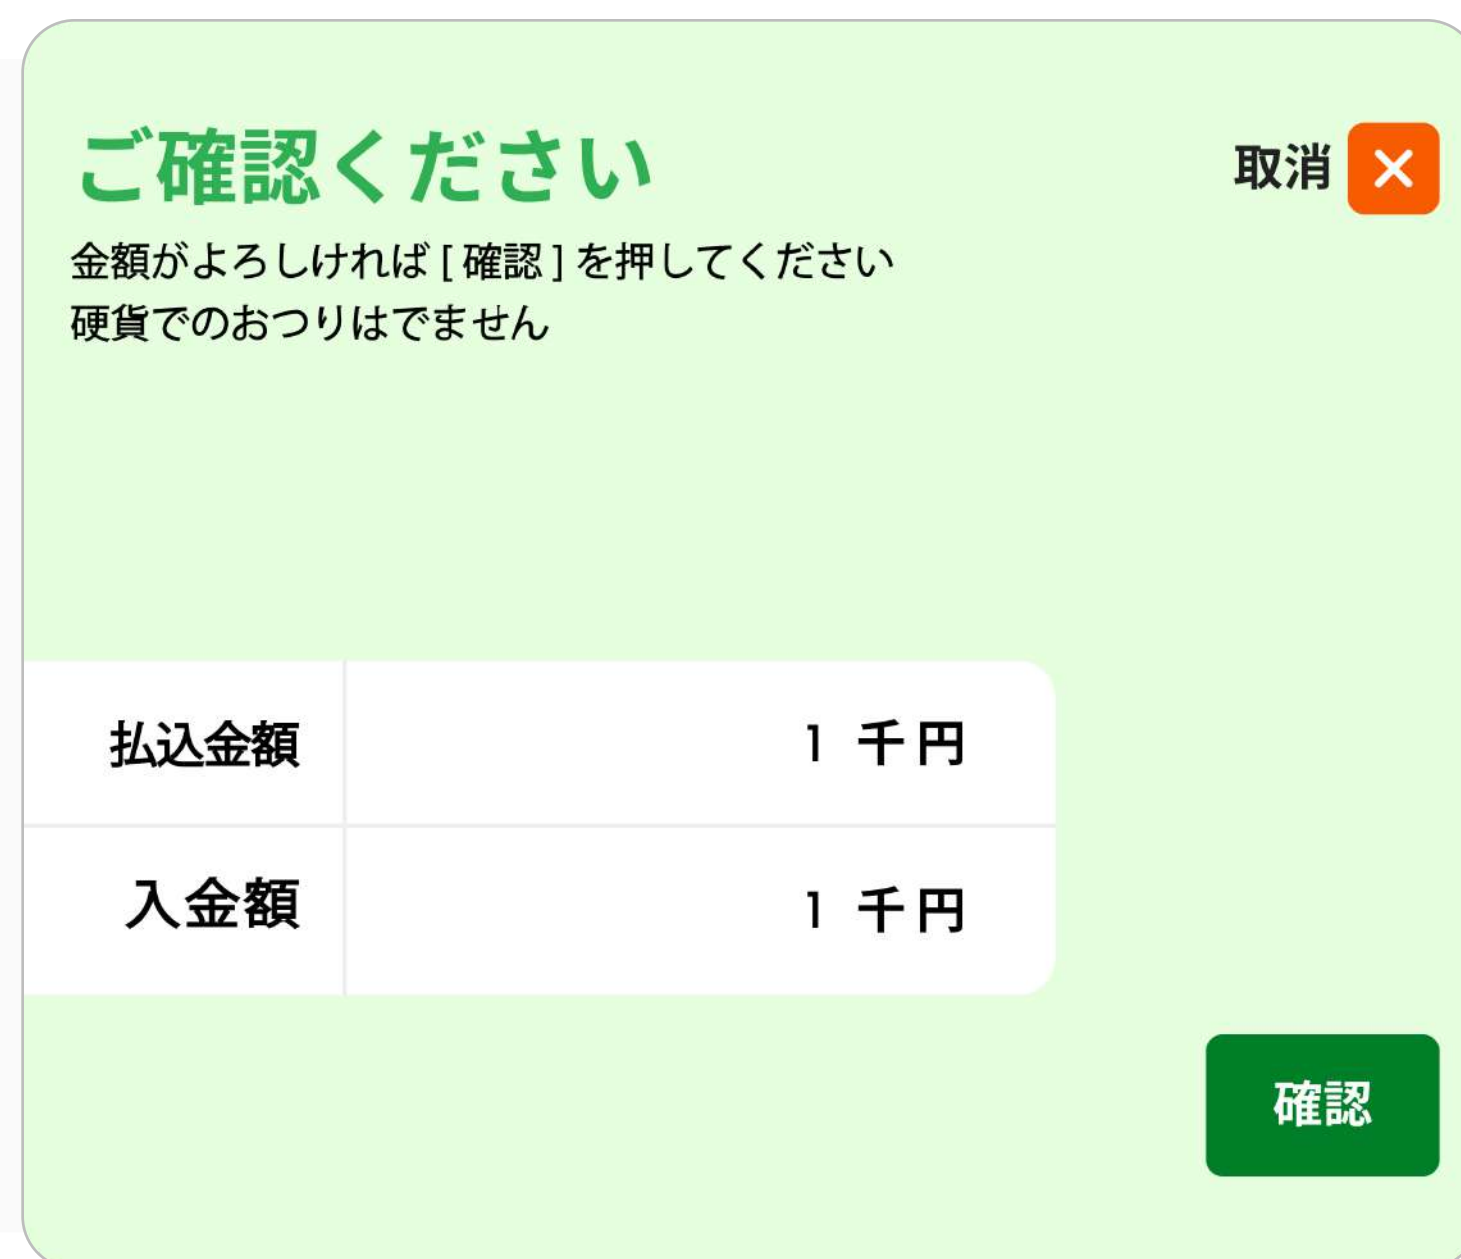 ご確認ください
取消
金額がよろしければ [ 確認 ] を押してください
硬貨でのおつりはでません
払込金額 1 千円
入金額 1 千円
確認